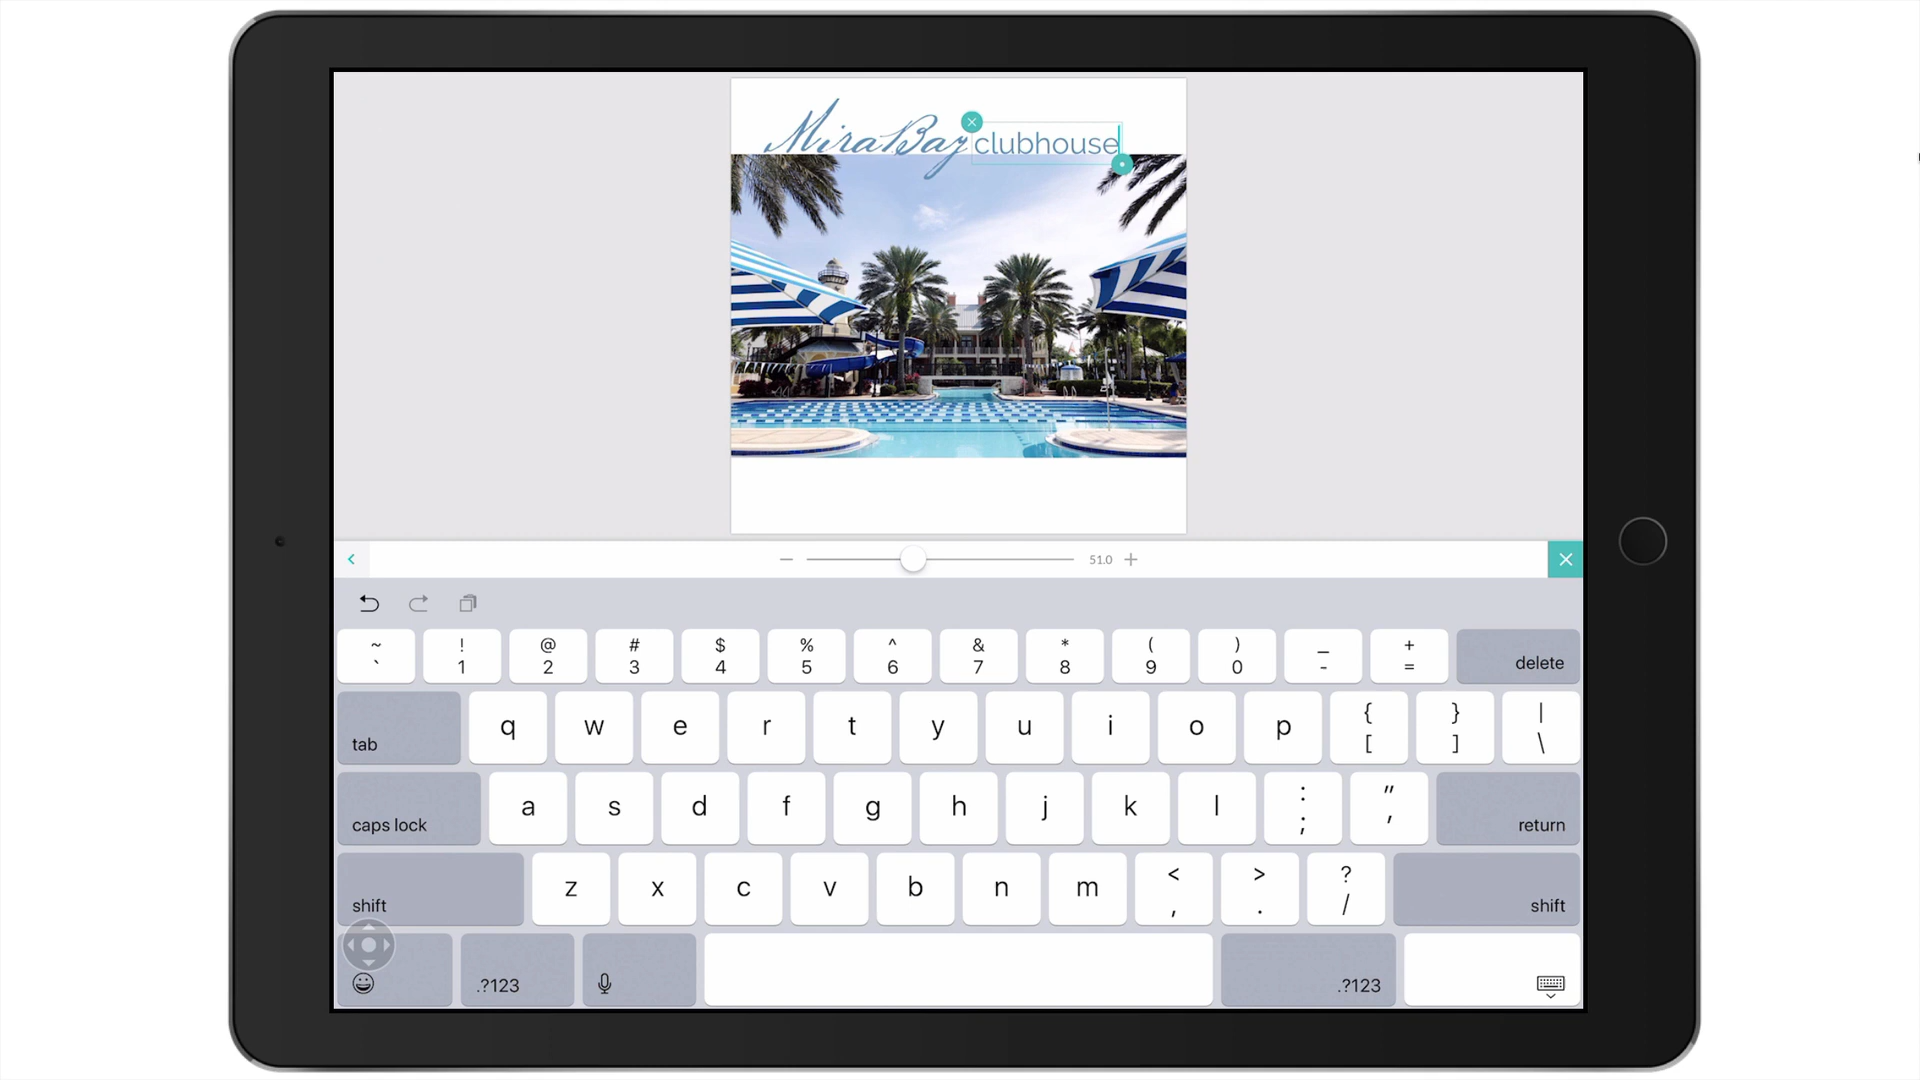 MiraBay clubhouse
51.0
~ ! @ # $ % ^ & * ( ) _ +
` 1 2 3 4 5 6 7 8 9 0 - = delete
tab q w e r t y u i o p { [ } ] | \
caps lock a s d f g h j k l : ; " ' return
shift z x c v b n m < , > . ? / shift
.?123 .?123